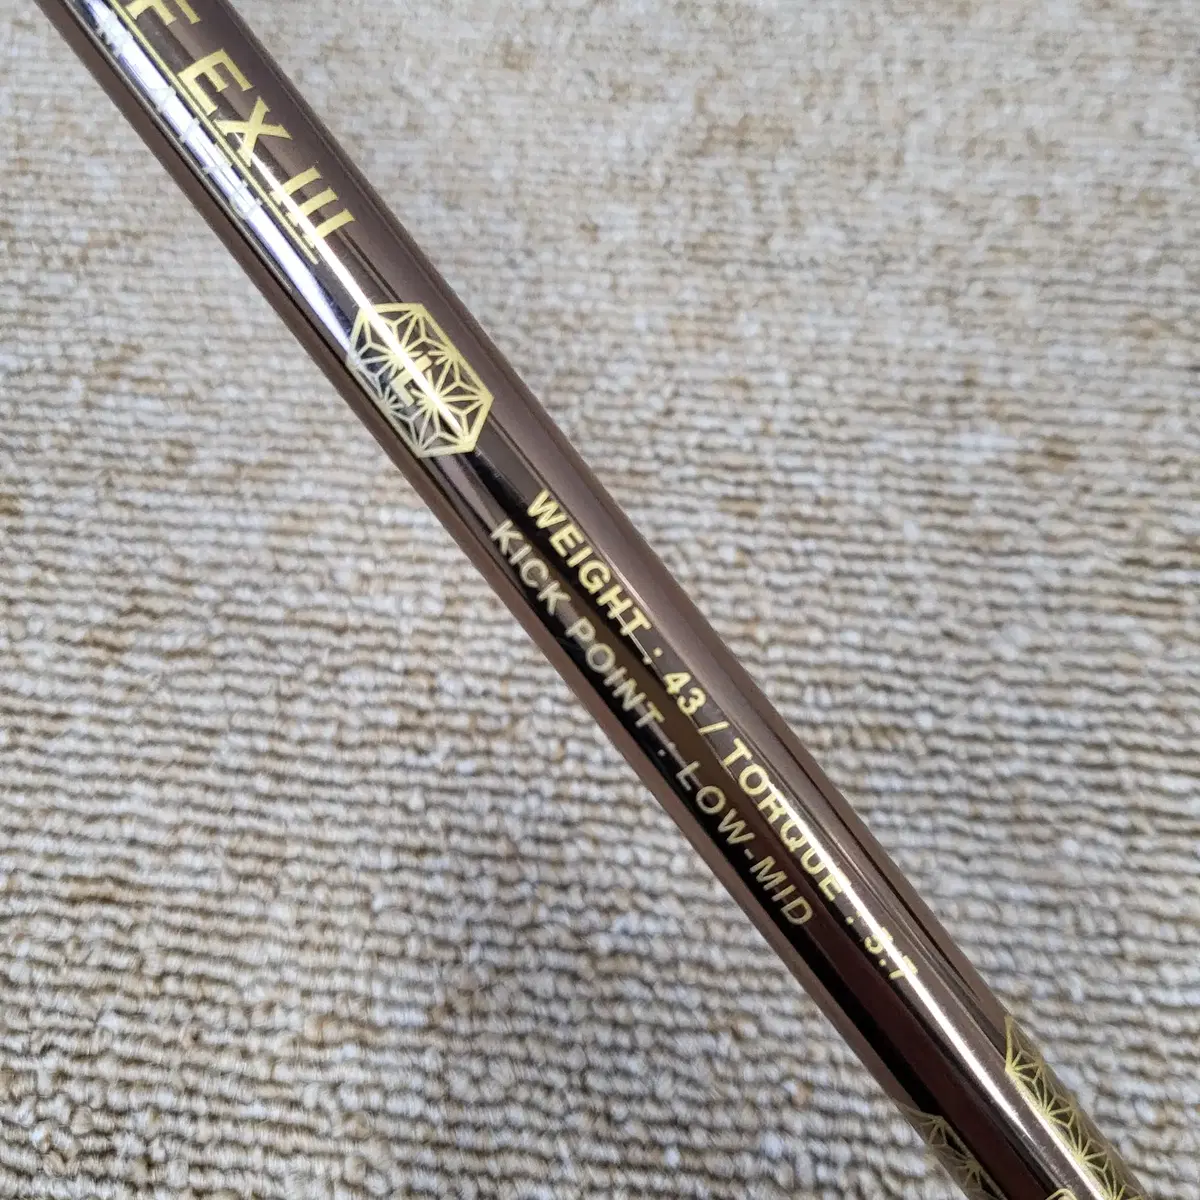 F EX III
WEIGHT : 43 / TORQUE : 5.7
KICK POINT : LOW-MID